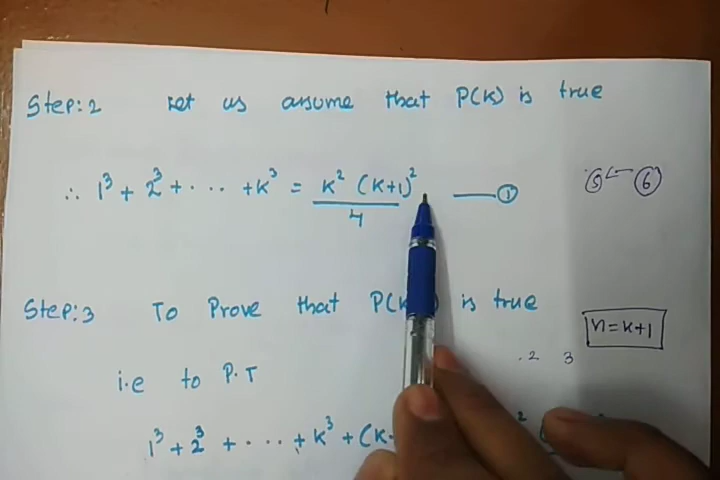 Step:2 Let us assume that P(K) is true
∴ 1³ + 2³ + · · · · + K³ = K² (K+1)² / 4 —— ①
⑤ ← ⑥
Step:3 To Prove that P(K is true
n = K+1
i.e to P.T
. 2 3
1³ + 2³ + · · · · + K³ + (K